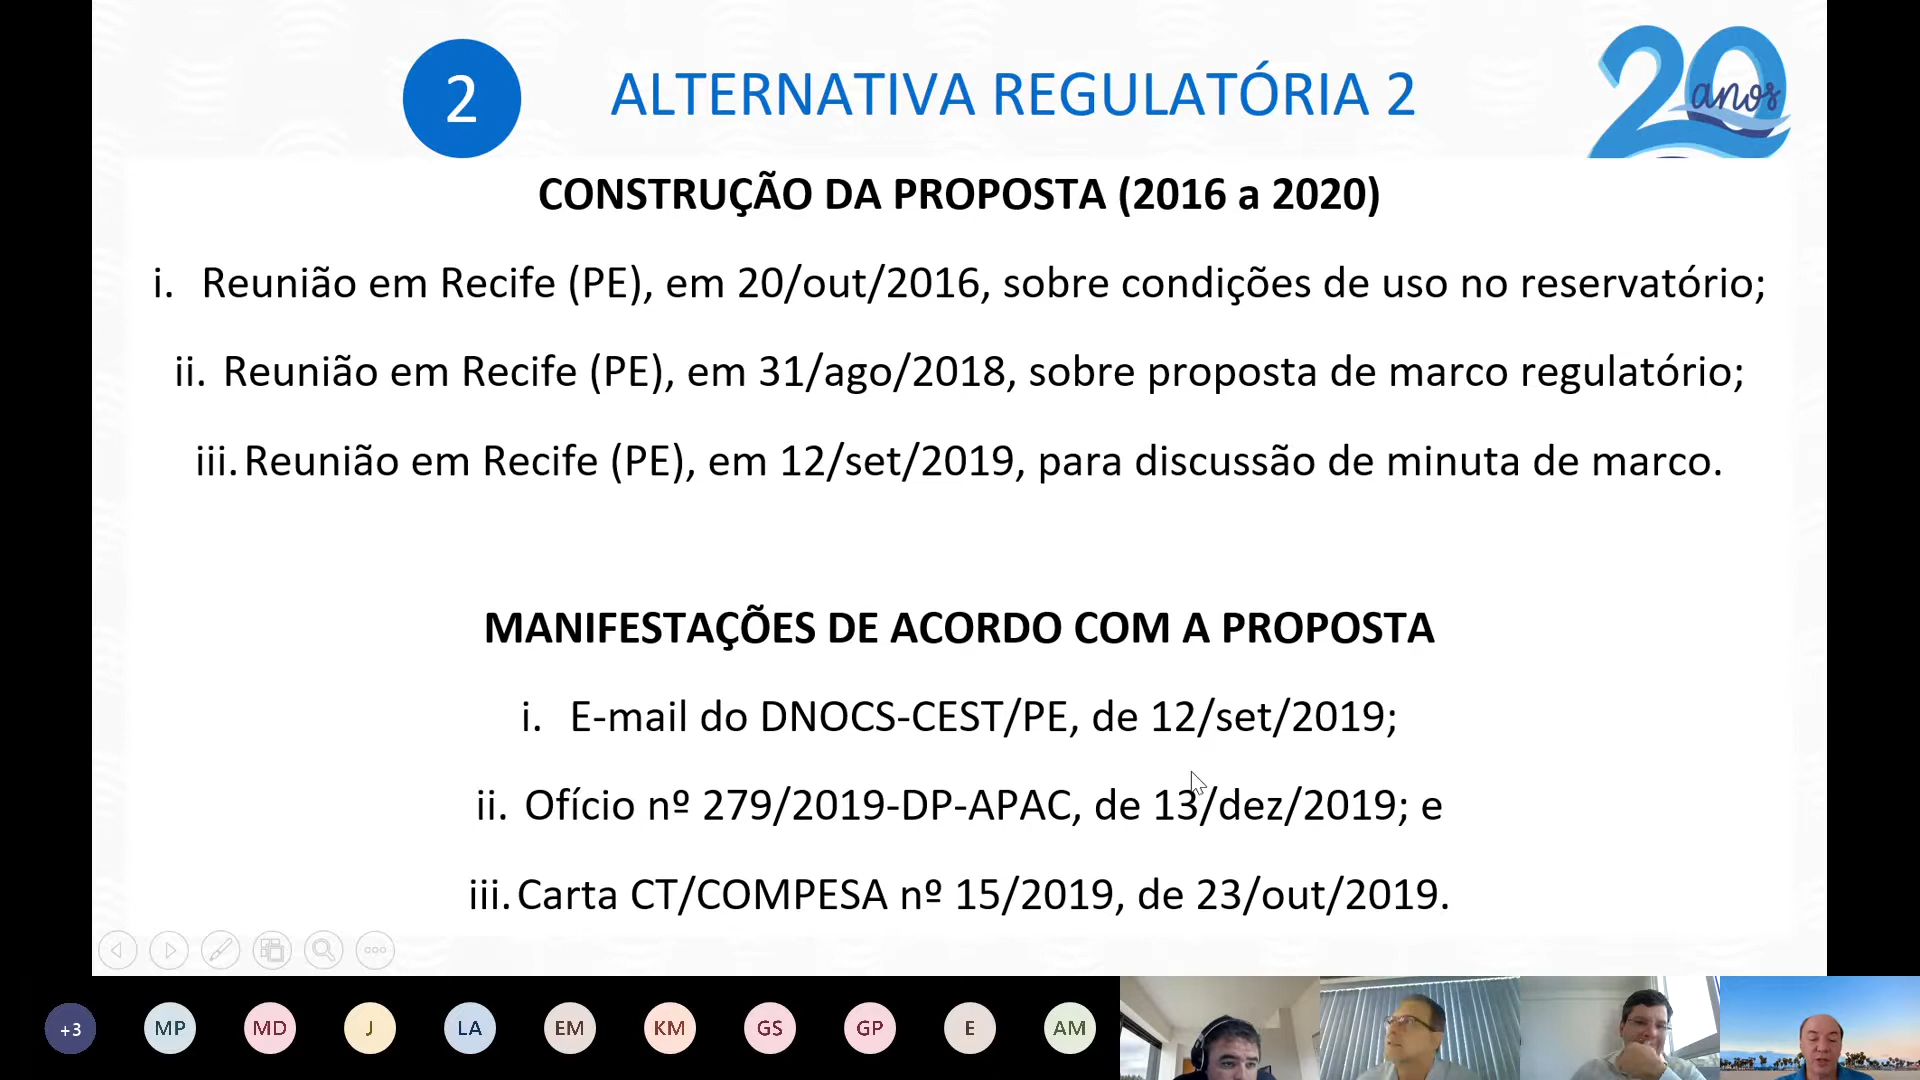 2
ALTERNATIVA REGULATÓRIA 2
20
anos
CONSTRUÇÃO DA PROPOSTA (2016 a 2020)
i. Reunião em Recife (PE), em 20/out/2016, sobre condições de uso no reservatório;
ii. Reunião em Recife (PE), em 31/ago/2018, sobre proposta de marco regulatório;
iii. Reunião em Recife (PE), em 12/set/2019, para discussão de minuta de marco.
MANIFESTAÇÕES DE ACORDO COM A PROPOSTA
i. E-mail do DNOCS-CEST/PE, de 12/set/2019;
ii. Ofício nº 279/2019-DP-APAC, de 13/dez/2019; e
iii. Carta CT/COMPESA nº 15/2019, de 23/out/2019.
+3 MP MD J LA EM KM GS GP E AM